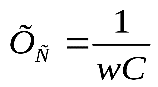 Õ_Ñ = 1/wC